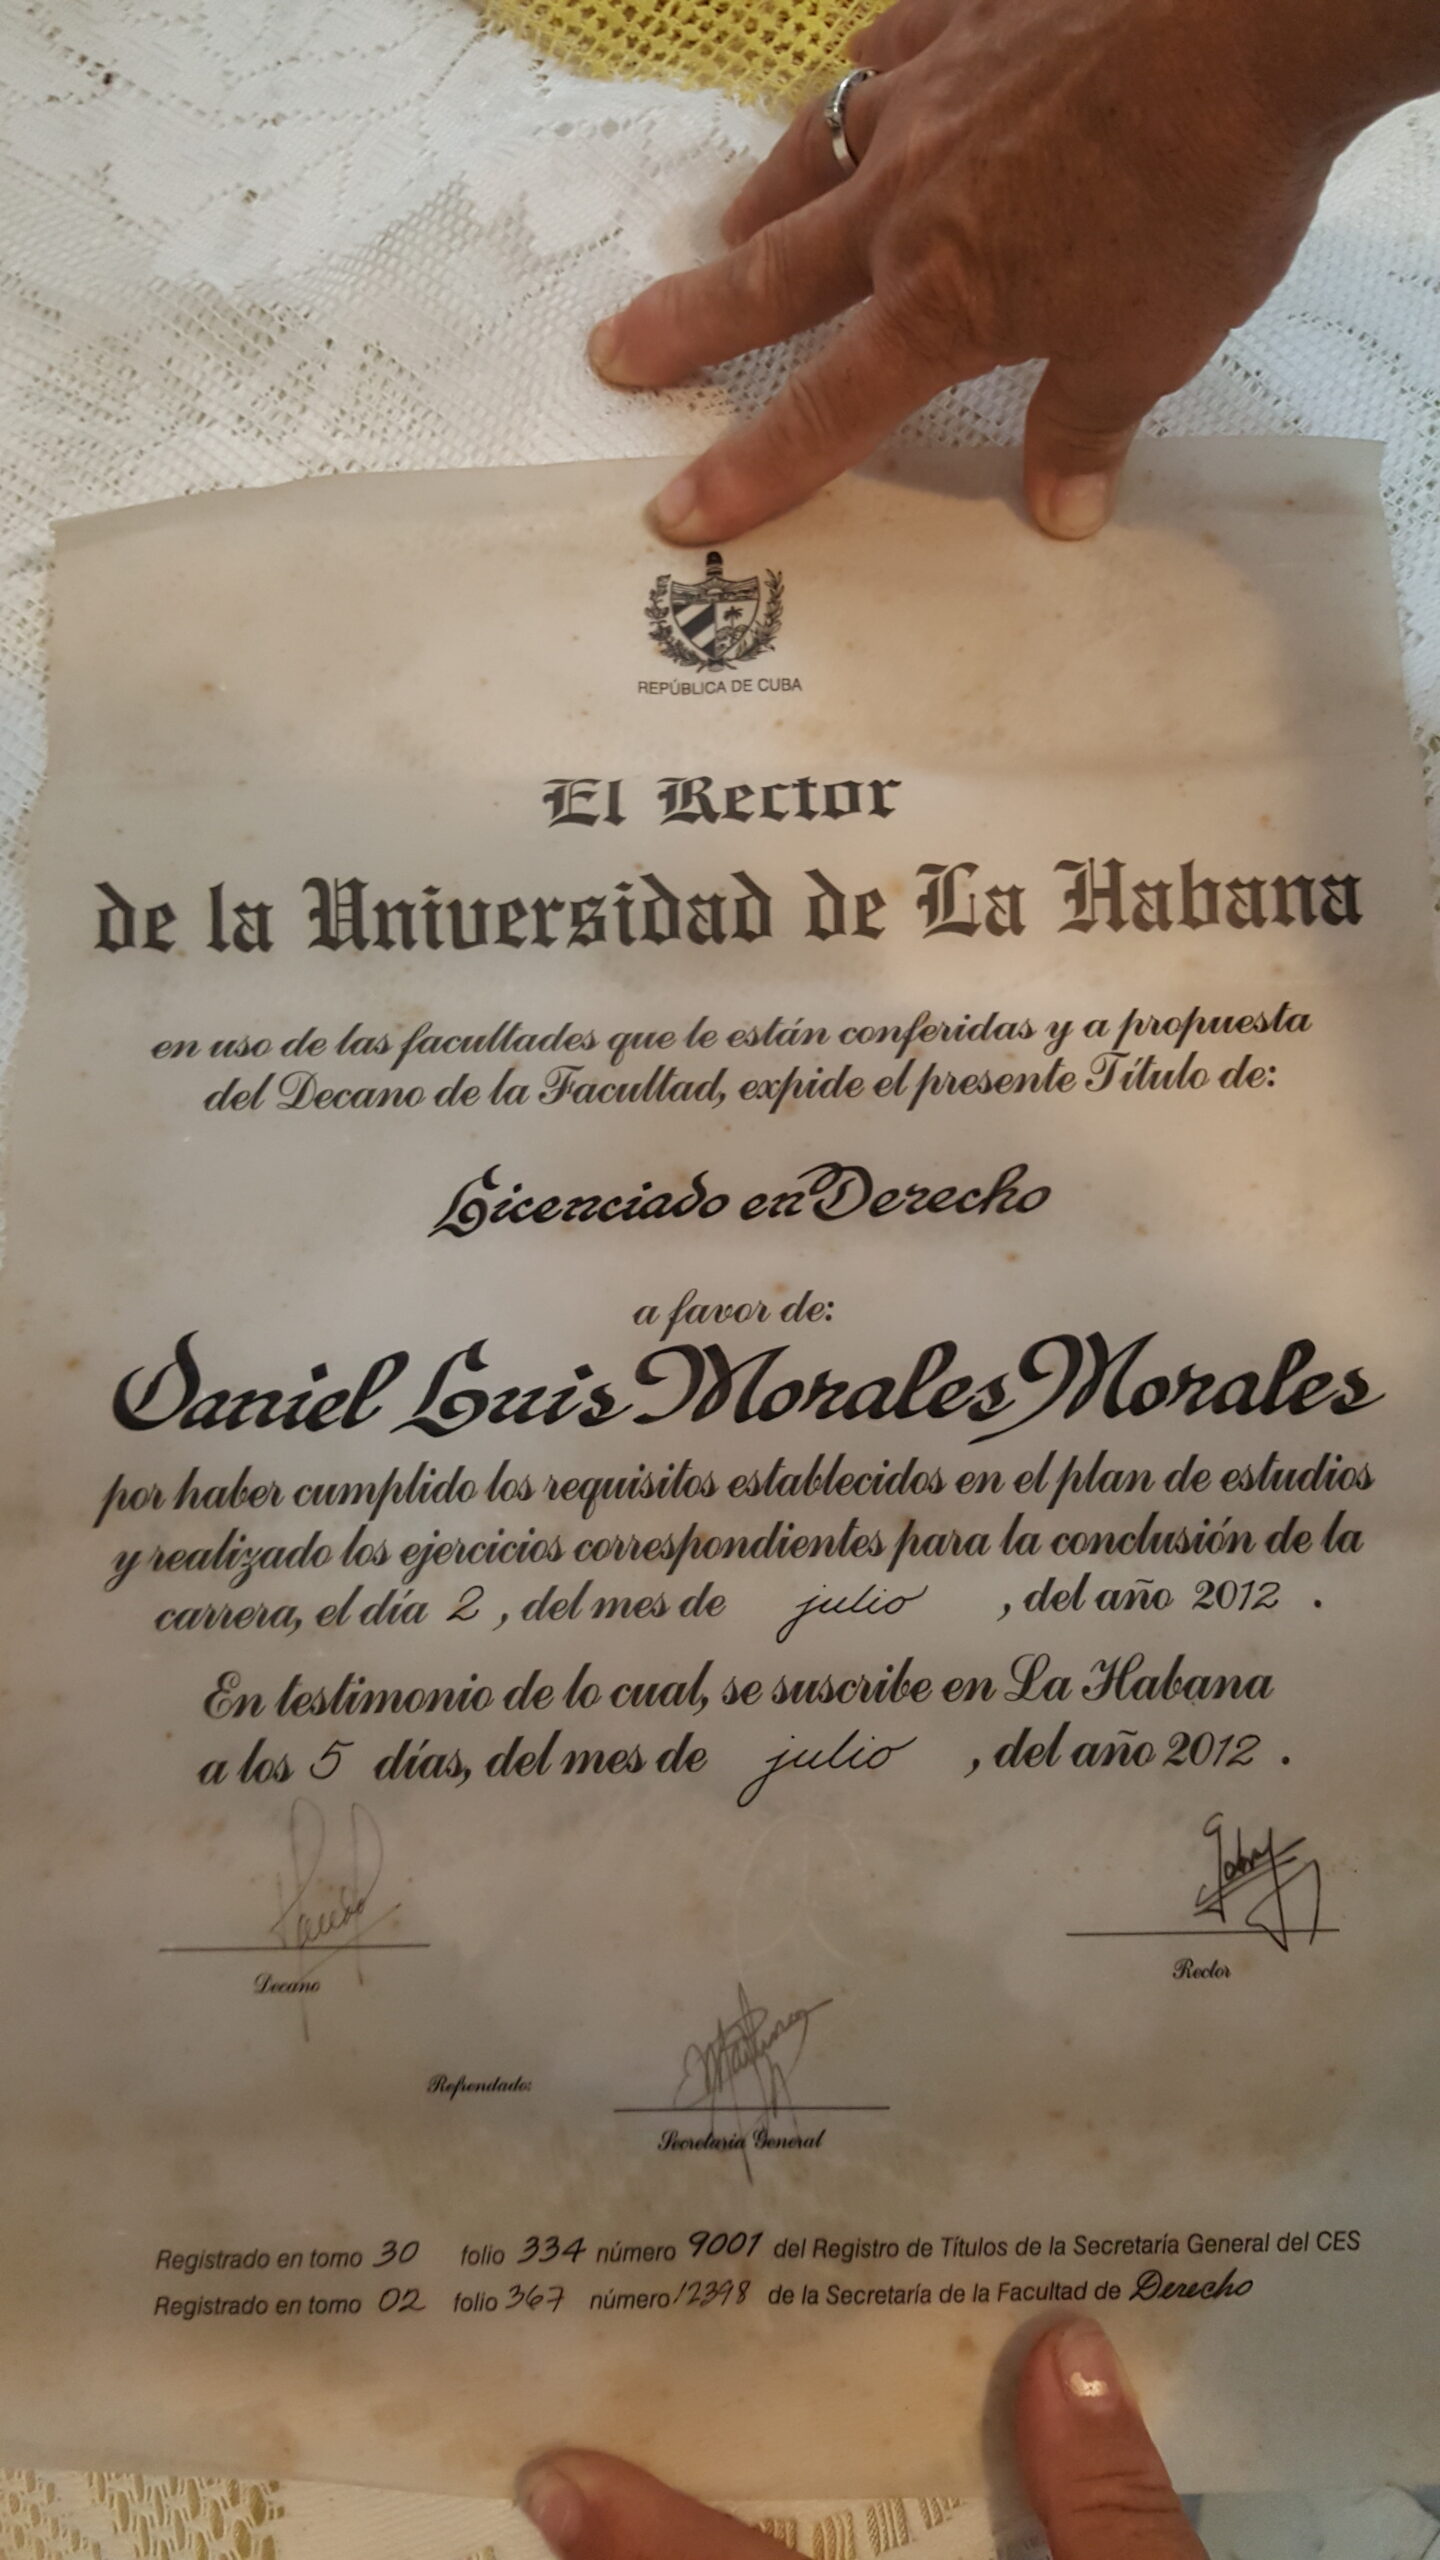 REPÚBLICA DE CUBA
El Rector
de la Universidad de La Habana
en uso de las facultades que le están conferidas y a propuesta
del Decano de la Facultad, expide el presente Título de:
Licenciado en Derecho
a favor de:
Daniel Luis Morales Morales
por haber cumplido los requisitos establecidos en el plan de estudios
y realizado los ejercicios correspondientes para la conclusión de la
carrera, el día 2, del mes de julio, del año 2012.
En testimonio de lo cual, se suscribe en La Habana
a los 5 días, del mes de julio, del año 2012.
Decano
Rector
Refrendado:
Secretaria General
Registrado en tomo 30 folio 334 número 9001 del Registro de Títulos de la Secretaría General del CES
Registrado en tomo 02 folio 367 número 12398 de la Secretaría de la Facultad de Derecho